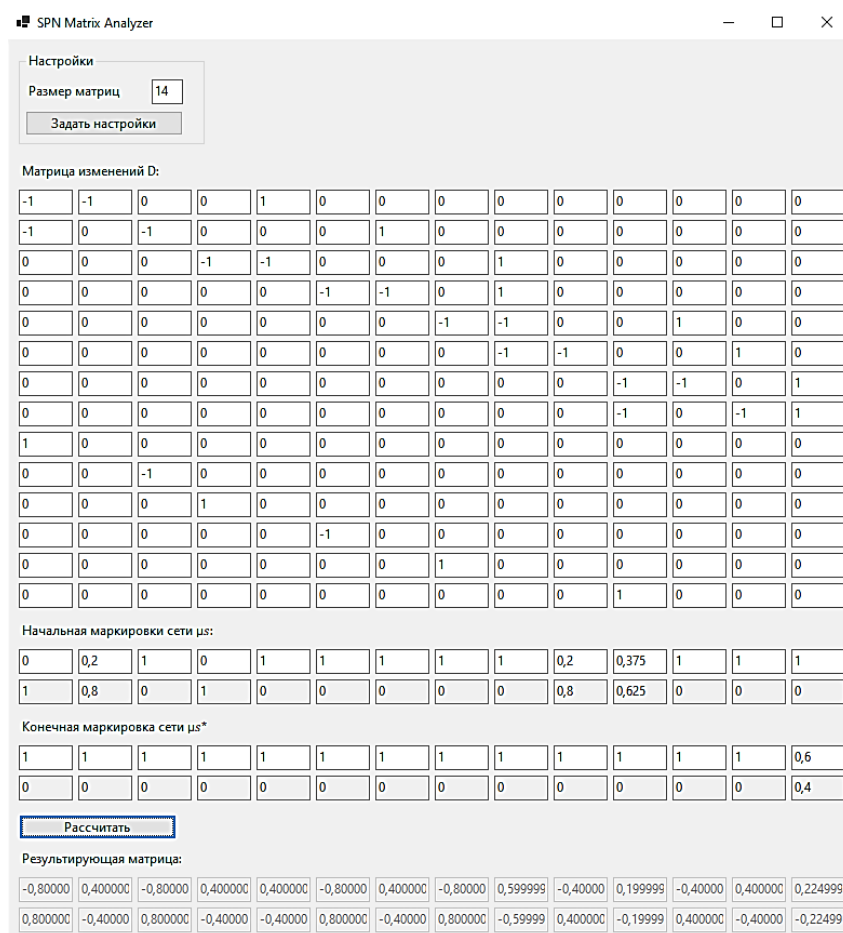 SPN Matrix Analyzer
Настройки
Размер матриц 14
Задать настройки
Матрица изменений D:
-1 -1 0 0 1 0 0 0 0 0 0 0 0 0
-1 0 -1 0 0 0 1 0 0 0 0 0 0 0
0 0 0 -1 -1 0 0 0 1 0 0 0 0 0
0 0 0 0 0 -1 -1 0 1 0 0 0 0 0
0 0 0 0 0 0 0 -1 -1 0 0 1 0 0
0 0 0 0 0 0 0 0 -1 -1 0 0 1 0
0 0 0 0 0 0 0 0 0 0 -1 -1 0 1
0 0 0 0 0 0 0 0 0 0 -1 0 -1 1
1 0 0 0 0 0 0 0 0 0 0 0 0 0
0 0 -1 0 0 0 0 0 0 0 0 0 0 0
0 0 0 1 0 0 0 0 0 0 0 0 0 0
0 0 0 0 0 -1 0 0 0 0 0 0 0 0
0 0 0 0 0 0 0 1 0 0 0 0 0 0
0 0 0 0 0 0 0 0 0 0 1 0 0 0
Начальная маркировки сети μs:
0 0,2 1 0 1 1 1 1 1 0,2 0,375 1 1 1
1 0,8 0 1 0 0 0 0 0 0,8 0,625 0 0 0
Конечная маркировка сети μs*
1 1 1 1 1 1 1 1 1 1 1 1 1 0,6
0 0 0 0 0 0 0 0 0 0 0 0 0 0,4
Рассчитать
Результирующая матрица:
-0,80000 0,400000 -0,80000 0,400000 0,400000 -0,80000 0,400000 -0,80000 0,599999 -0,40000 0,199999 -0,40000 0,400000 0,224999
0,800000 -0,40000 0,800000 -0,40000 -0,40000 0,800000 -0,40000 0,800000 -0,59999 0,400000 -0,19999 0,400000 -0,40000 -0,22499